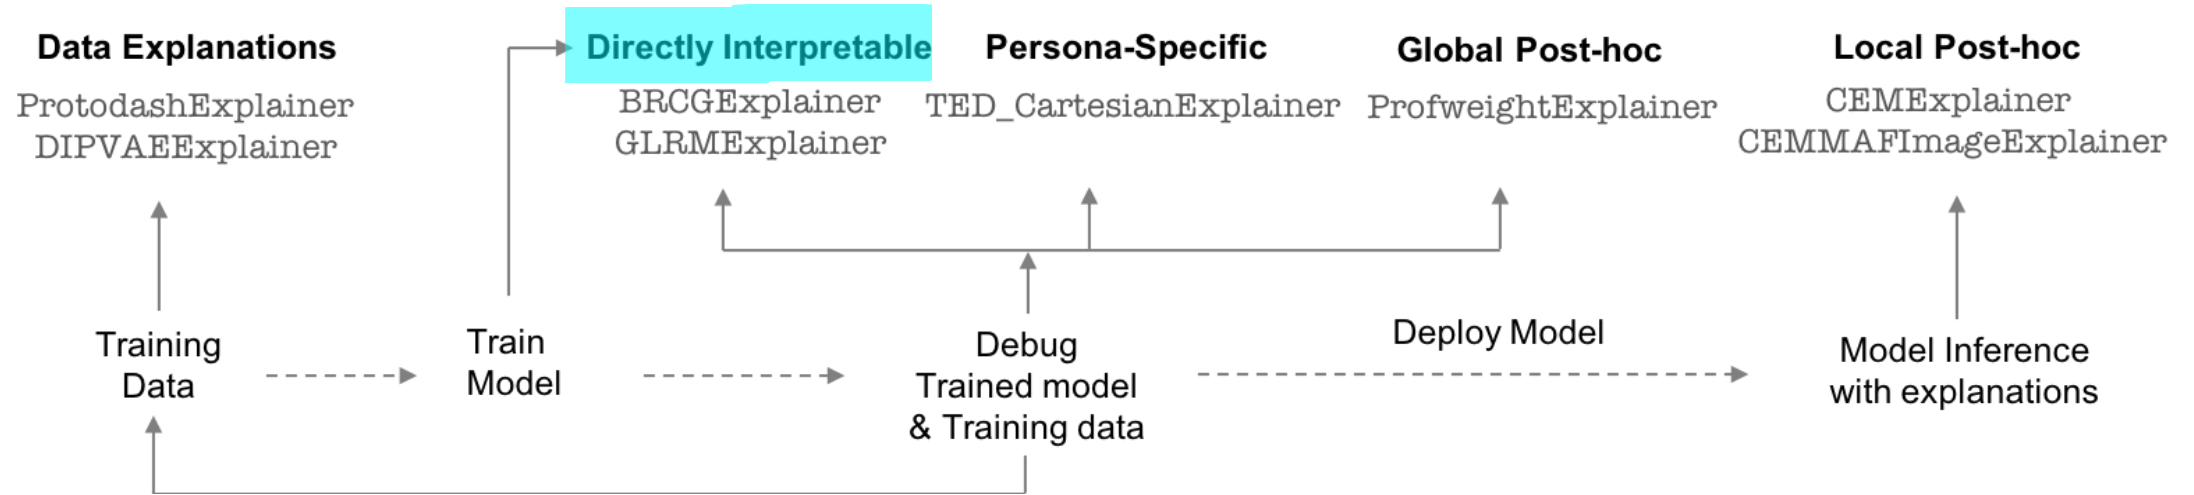 Data Explanations
ProtodashExplainer
DIPVAEExplainer
Directly Interpretable
BRCGExplainer
GLRMExplainer
Persona-Specific
TED_CartesianExplainer
Global Post-hoc
ProfweightExplainer
Local Post-hoc
CEMExplainer
CEMMAFImageExplainer
Training
Data
Train
Model
Debug
Trained model
& Training data
Deploy Model
Model Inference
with explanations